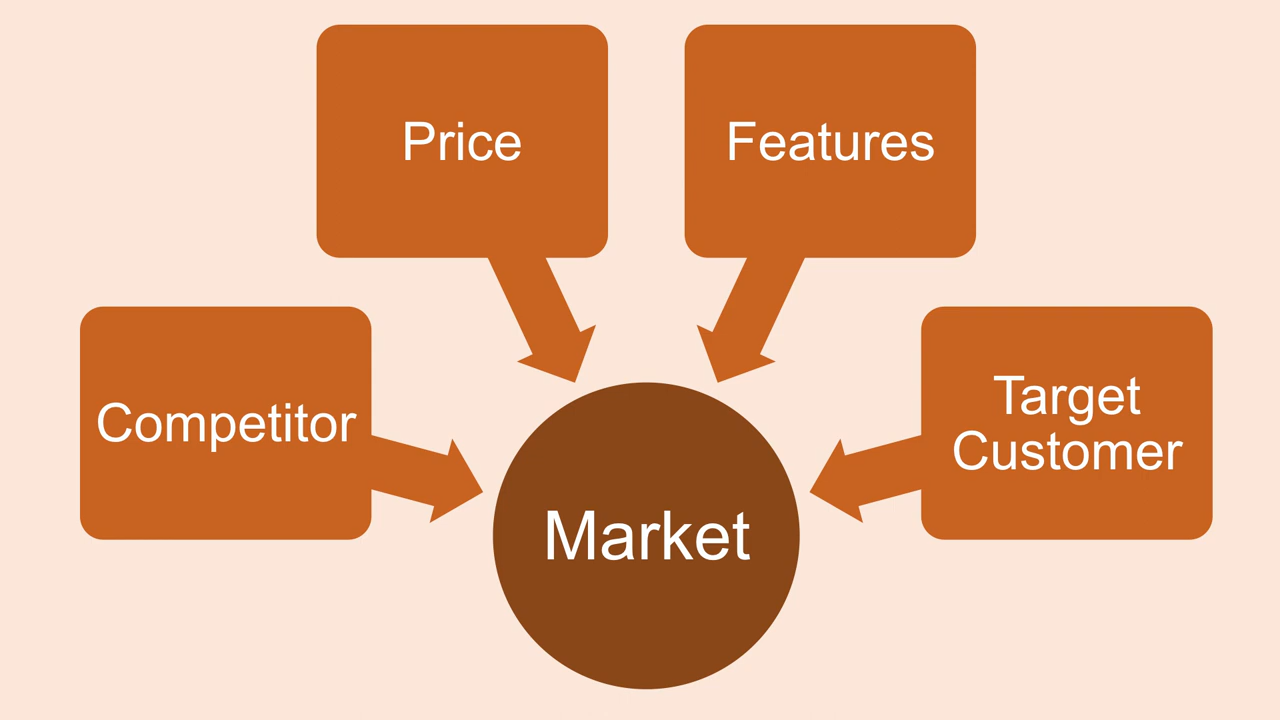 Price
Features
Competitor
Target
Customer
Market